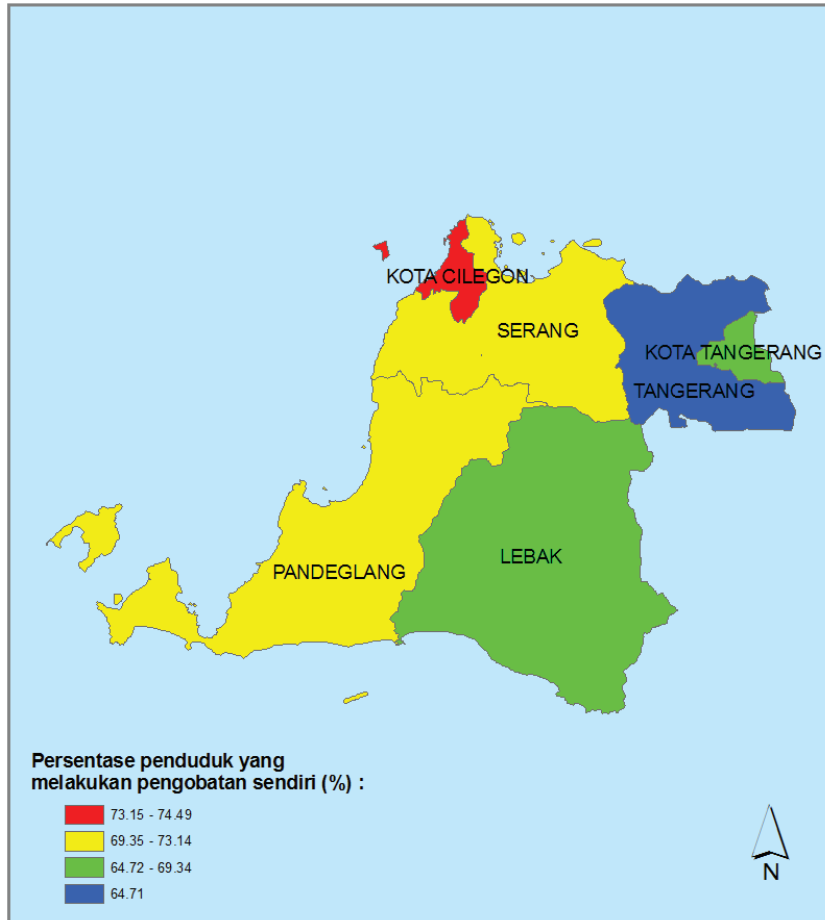 KOTA CILEGON
SERANG
KOTA TANGERANG
TANGERANG
LEBAK
PANDEGLANG
Persentase penduduk yang
melakukan pengobatan sendiri (%) :
73.15 - 74.49
69.35 - 73.14
64.72 - 69.34
64.71
N